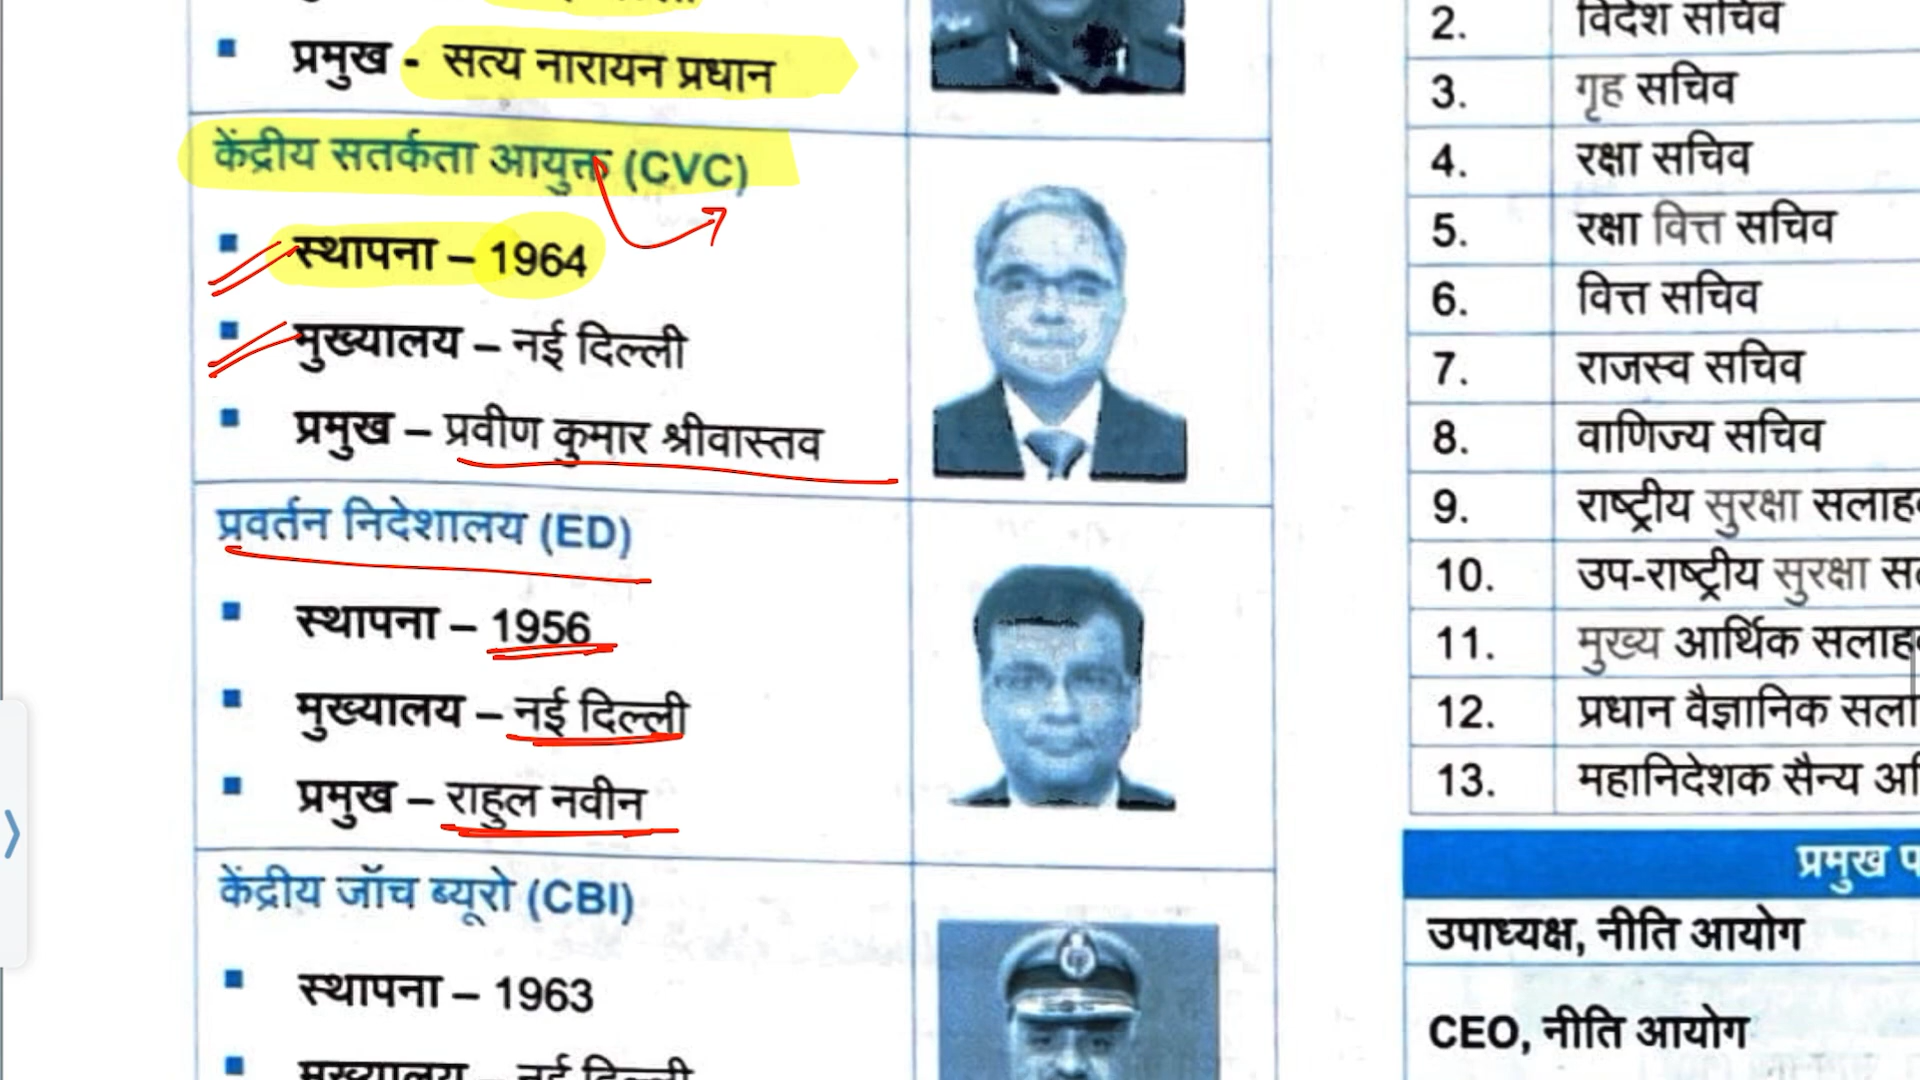 प्रमुख - सत्य नारायन प्रधान
केंद्रीय सतर्कता आयुक्त (CVC)
स्थापना – 1964
मुख्यालय – नई दिल्ली
प्रमुख – प्रवीण कुमार श्रीवास्तव
प्रवर्तन निदेशालय (ED)
स्थापना – 1956
मुख्यालय – नई दिल्ली
प्रमुख – राहुल नवीन
केंद्रीय जॉच ब्यूरो (CBI)
स्थापना – 1963
मुख्यालय – नई दिल्ली
2. विदेश सचिव
3. गृह सचिव
4. रक्षा सचिव
5. रक्षा वित्त सचिव
6. वित्त सचिव
7. राजस्व सचिव
8. वाणिज्य सचिव
9. राष्ट्रीय सुरक्षा
10. उप-राष्ट्रीय सुरक्षा
11. मुख्य आर्थिक
12. प्रधान वैज्ञानिक
13. महानिदेशक सैन्य
प्रमुख
उपाध्यक्ष, नीति आयोग
CEO, नीति आयोग